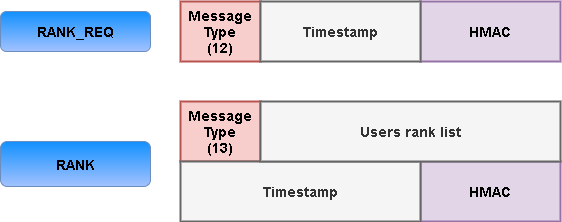 RANK_REQ
Message
Type
(12)
Timestamp
HMAC
RANK
Message
Type
(13)
Users rank list
Timestamp
HMAC